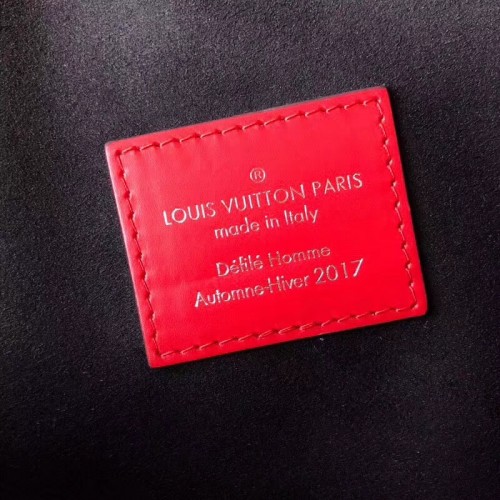 ®
LOUIS VUITTON PARIS
made in Italy
Défilé Homme
Automne-Hiver 2017